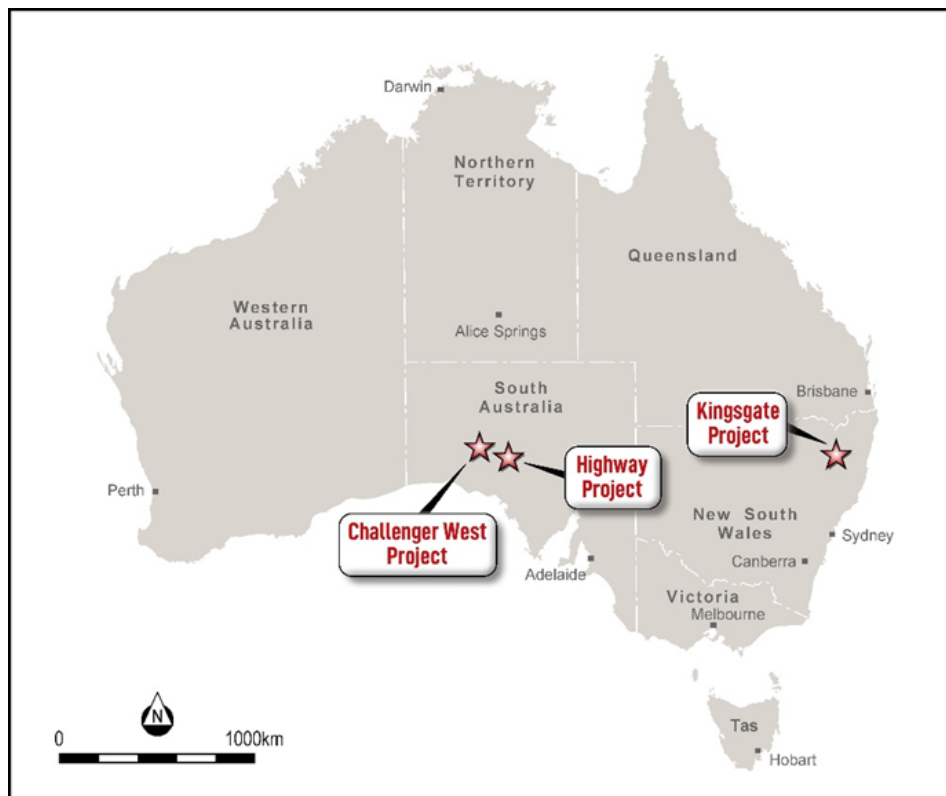 Darwin
Northern
Territory
Queensland
Western
Australia
Alice Springs
South
Australia
Brisbane
Kingsgate
Project
Highway
Project
Perth
Challenger West
Project
New South
Wales
Sydney
Canberra
Adelaide
Victoria
Melbourne
N
Tas
0 1000km
Hobart